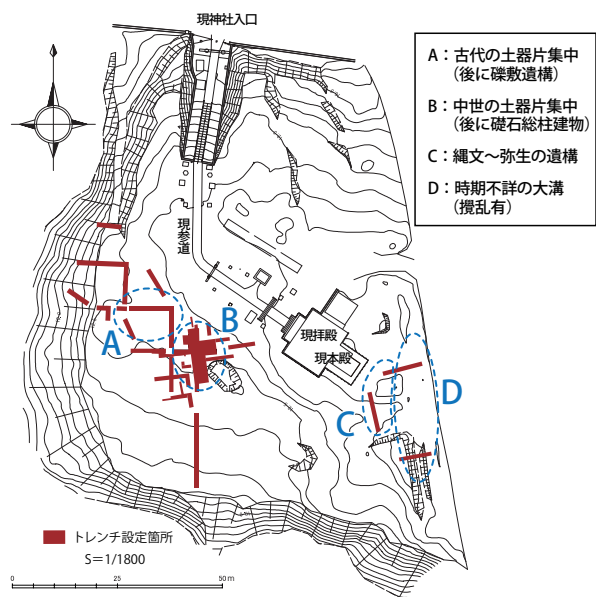 現神社入口
A：古代の土器片集中
（後に礫敷遺構）
B：中世の土器片集中
（後に礎石総柱建物）
C：縄文～弥生の遺構
D：時期不詳の大溝
（攪乱有）
現参道
現拝殿
現本殿
A
B
C
D
トレンチ設定箇所
S＝1/1800
0 25 50 m